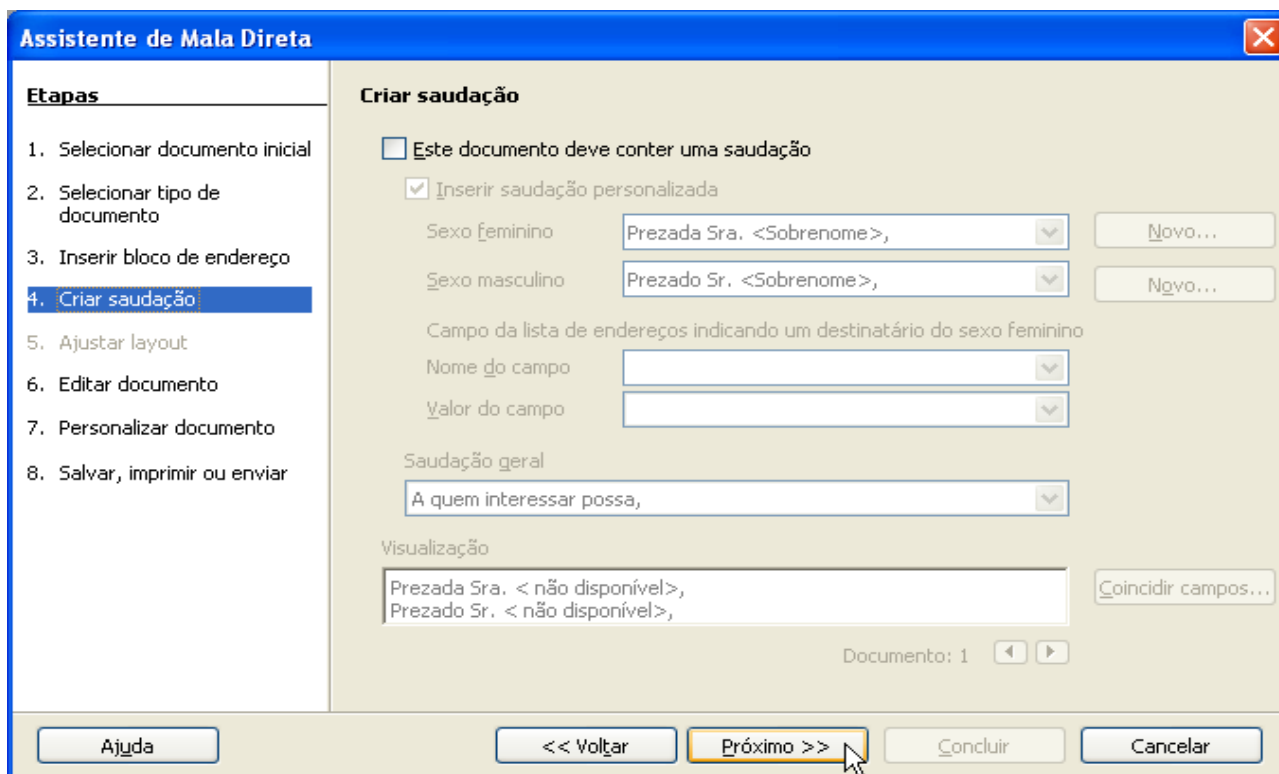 Assistente de Mala Direta
Etapas
1. Selecionar documento inicial
2. Selecionar tipo de
documento
3. Inserir bloco de endereço
4. Criar saudação
5. Ajustar layout
6. Editar documento
7. Personalizar documento
8. Salvar, imprimir ou enviar
Criar saudação
Este documento deve conter uma saudação
Inserir saudação personalizada
Sexo feminino
Prezada Sra. <Sobrenome>,
Novo...
Sexo masculino
Prezado Sr. <Sobrenome>,
Novo...
Campo da lista de endereços indicando um destinatário do sexo feminino
Nome do campo
Valor do campo
Saudação geral
A quem interessar possa,
Visualização
Prezada Sra. < não disponível>,
Prezado Sr. < não disponível>,
Coincidir campos...
Documento: 1
Ajuda
<< Voltar
Próximo >>
Concluir
Cancelar